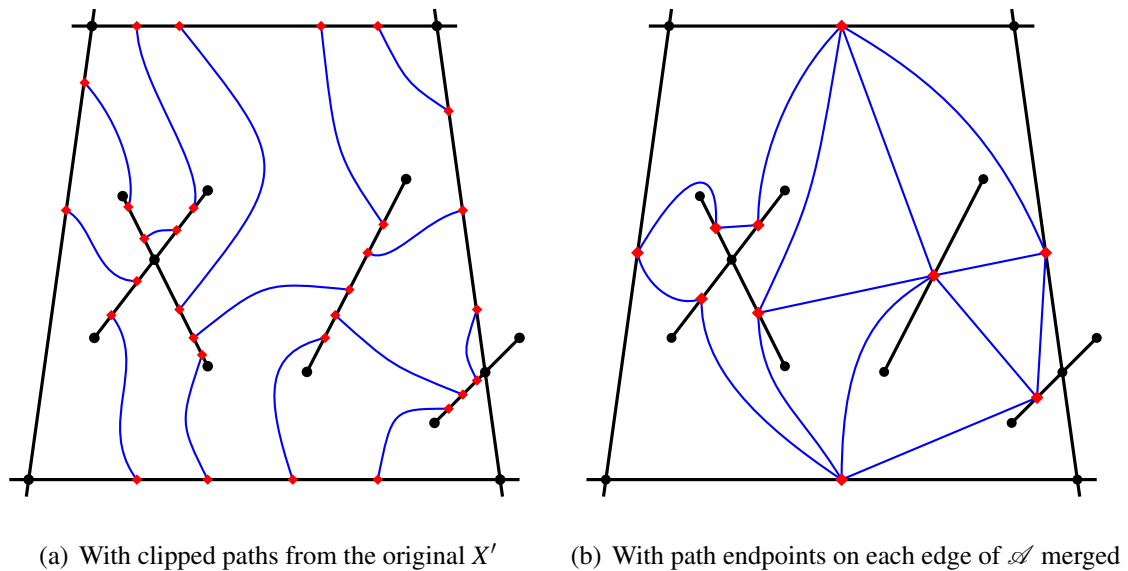 (a) With clipped paths from the original X′
(b) With path endpoints on each edge of 𝒜 merged